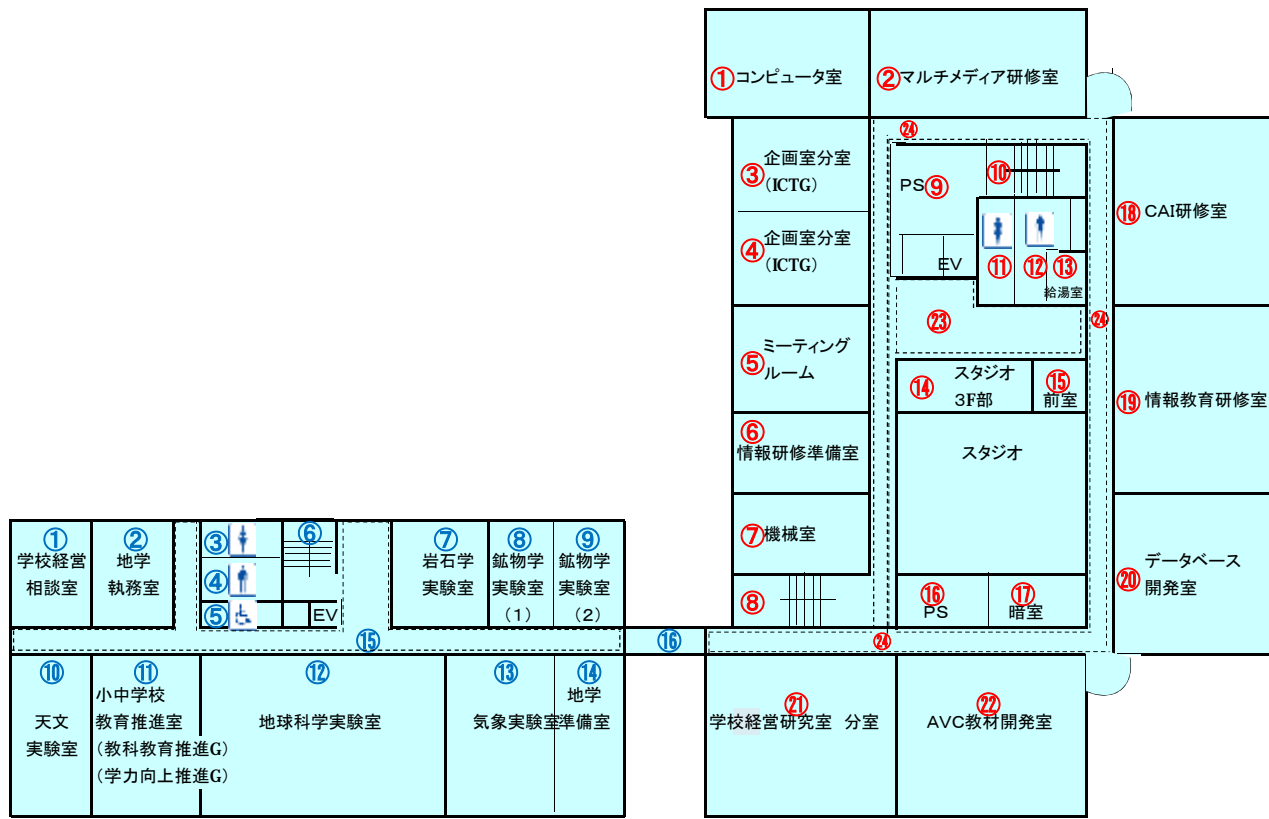 ①コンピュータ室
②マルチメディア研修室
㉔
③企画室分室
(ICTG)
PS⑨
⑩
⑱CAI研修室
④企画室分室
(ICTG)
EV
⑪
⑫
⑬
給湯室
㉓
㉔
⑤ミーティング
ルーム
⑭スタジオ
3F部
⑮
前室
⑲情報教育研修室
⑥
情報研修準備室
スタジオ
⑦機械室
⑧
⑯
PS
⑰
暗室
⑳データベース
開発室
①
学校経営
相談室
②
地学
執務室
③
④
⑤
⑥
EV
⑦
岩石学
実験室
⑧
鉱物学
実験室
(1)
⑨
鉱物学
実験室
(2)
⑮
⑯
㉔
⑩
天文
実験室
⑪
小中学校
教育推進室
(教科教育推進G)
(学力向上推進G)
⑫
地球科学実験室
⑬
気象実験室
⑭
地学
準備室
㉑
学校経営研究室 分室
㉒
AVC教材開発室